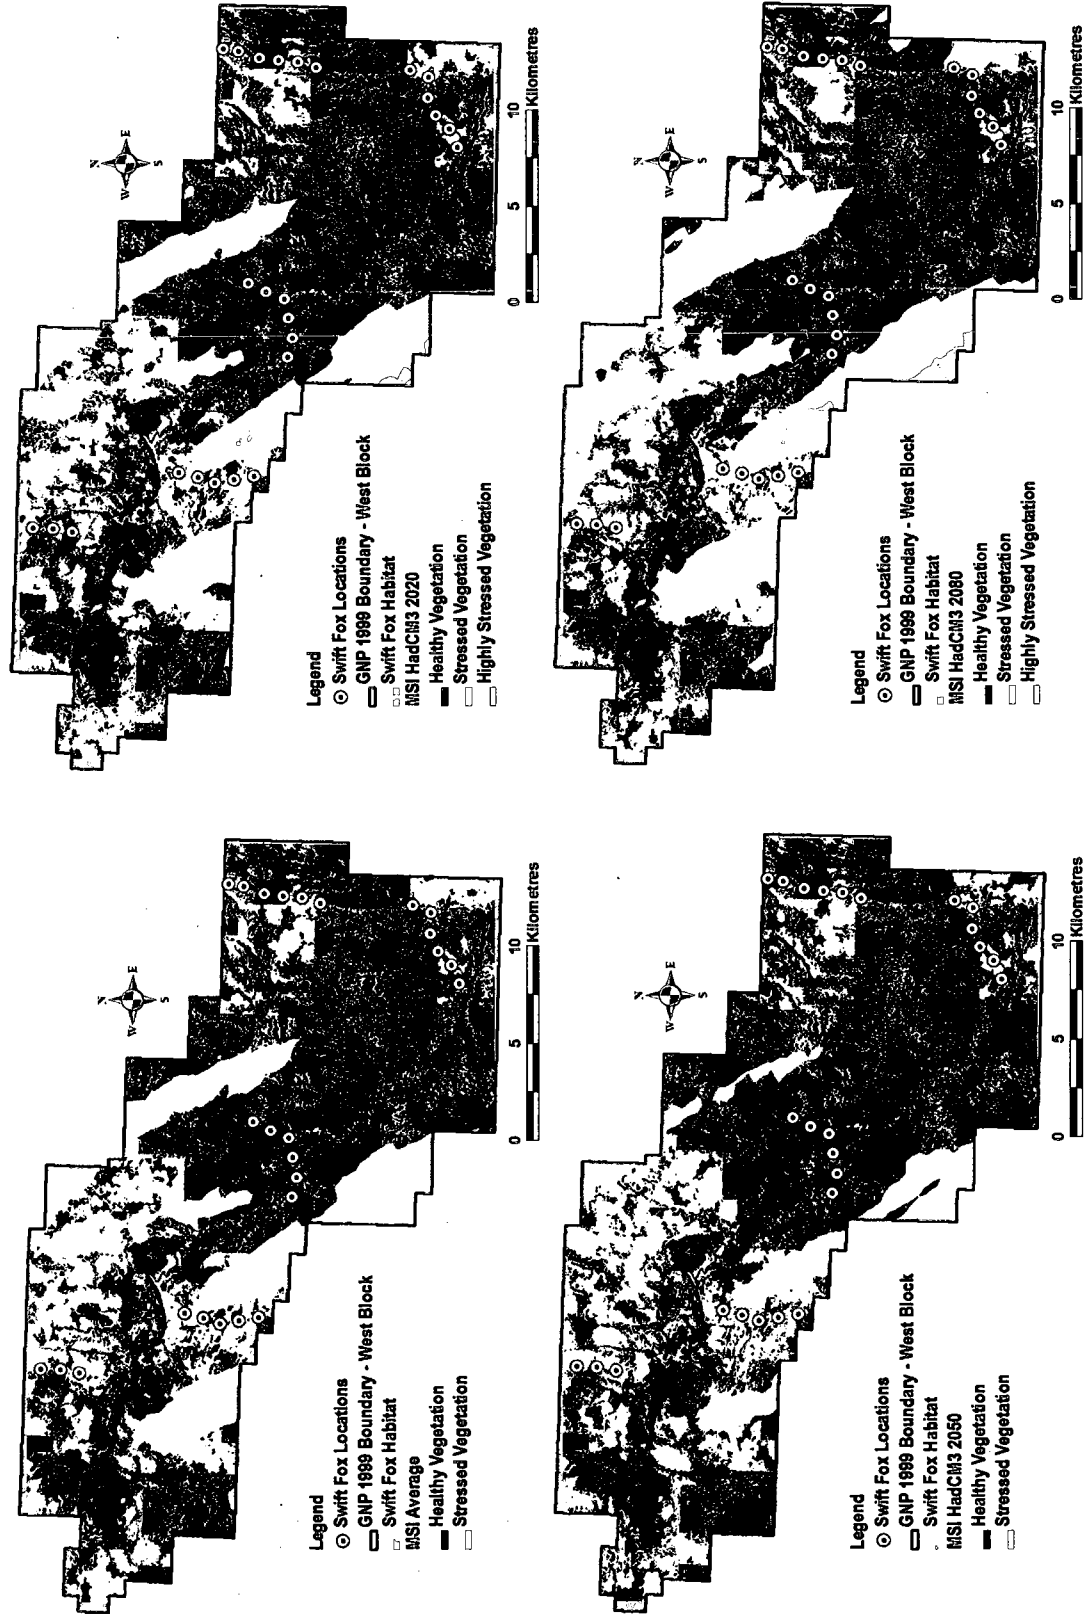 N
W E
S
Legend
Swift Fox Locations
GNP 1999 Boundary - West Block
Swift Fox Habitat
MSI Average
Healthy Vegetation
Stressed Vegetation
0 5 10
Kilometres
N
W E
S
Legend
Swift Fox Locations
GNP 1999 Boundary - West Block
Swift Fox Habitat
MSI HadCM3 2020
Healthy Vegetation
Stressed Vegetation
Highly Stressed Vegetation
0 5 10
Kilometres
N
W E
S
Legend
Swift Fox Locations
GNP 1999 Boundary - West Block
Swift Fox Habitat
MSI HadCM3 2050
Healthy Vegetation
Stressed Vegetation
0 5 10
Kilometres
N
W E
S
Legend
Swift Fox Locations
GNP 1999 Boundary - West Block
Swift Fox Habitat
MSI HadCM3 2080
Healthy Vegetation
Stressed Vegetation
Highly Stressed Vegetation
0 5 10
Kilometres